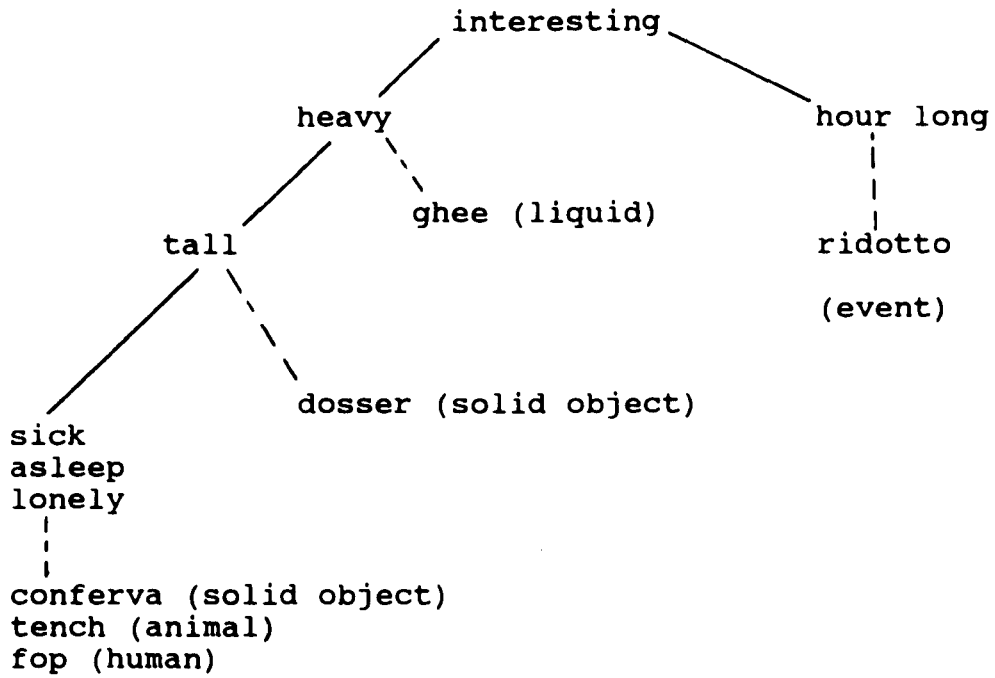 interesting
heavy
hour long
ghee (liquid)
tall
ridotto
(event)
dosser (solid object)
sick
asleep
lonely
conferva (solid object)
tench (animal)
fop (human)